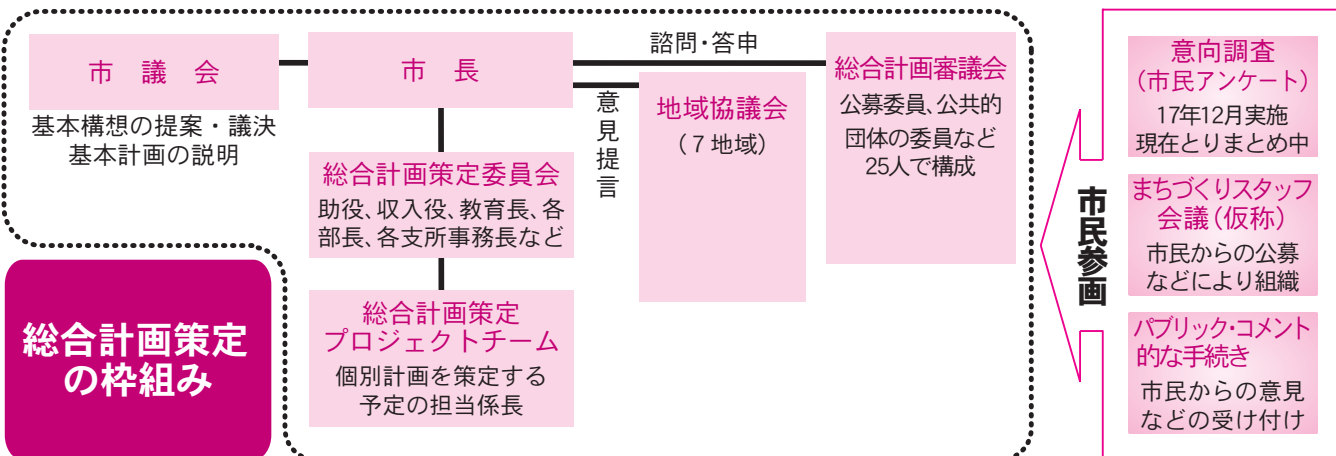 市議会
基本構想の提案・議決
基本計画の説明
市長
諮問・答申
意見提言
地域協議会
(7地域)
総合計画審議会
公募委員、公共的
団体の委員など
25人で構成
総合計画策定委員会
助役、収入役、教育長、各
部長、各支所事務長など
総合計画策定
プロジェクトチーム
個別計画を策定する
予定の担当係長
総合計画策定
の枠組み
市民参画
意向調査
(市民アンケート)
17年12月実施
現在とりまとめ中
まちづくりスタッフ
会議(仮称)
市民からの公募
などにより組織
パブリック・コメント
的な手続き
市民からの意見
などの受け付け